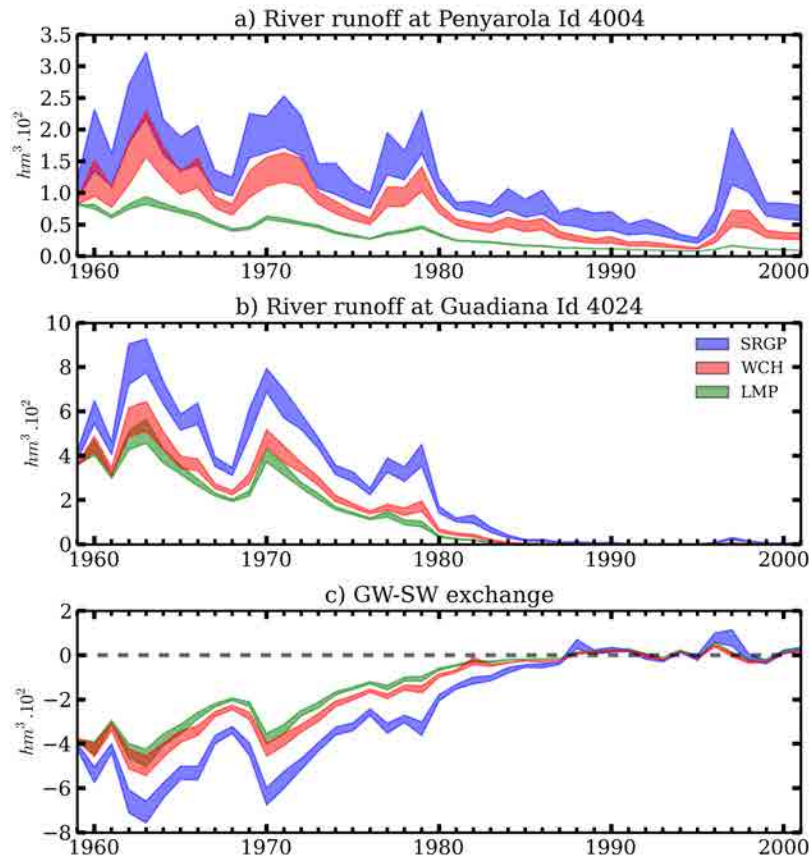 a) River runoff at Penyarola Id 4004
3.5
3.0
2.5
2.0
1.5
1.0
0.5
0.0
hm³ .10²
1960 1970 1980 1990 2000
b) River runoff at Guadiana Id 4024
10
8
6
4
2
0
hm³ .10²
SRGP
WCH
LMP
1960 1970 1980 1990 2000
c) GW-SW exchange
2
0
−2
−4
−6
−8
hm³ .10²
1960 1970 1980 1990 2000